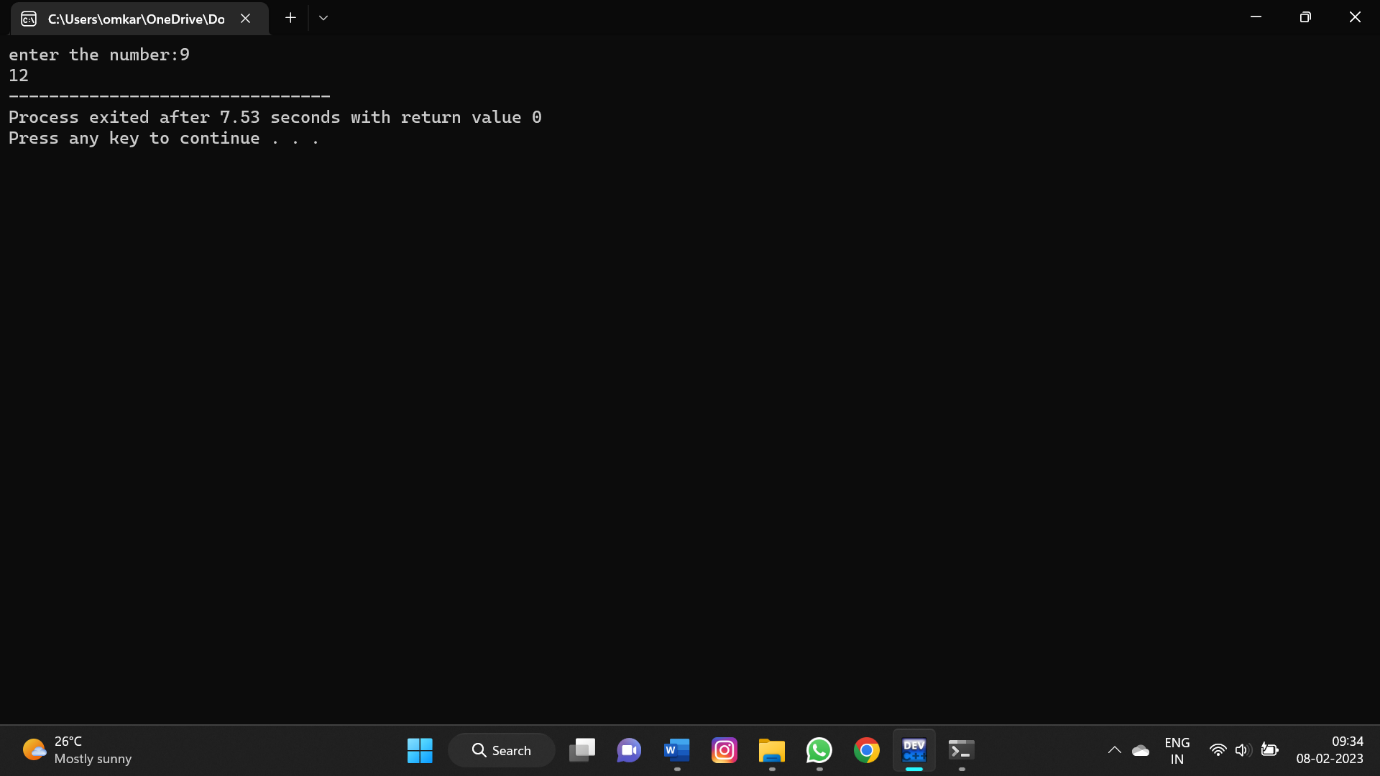 C:\Users\omkar\OneDrive\Do
enter the number:9
12
--------------------------------
Process exited after 7.53 seconds with return value 0
Press any key to continue . . .
26°C
Mostly sunny
Search
W
DEV
ENG
IN
09:34
08-02-2023